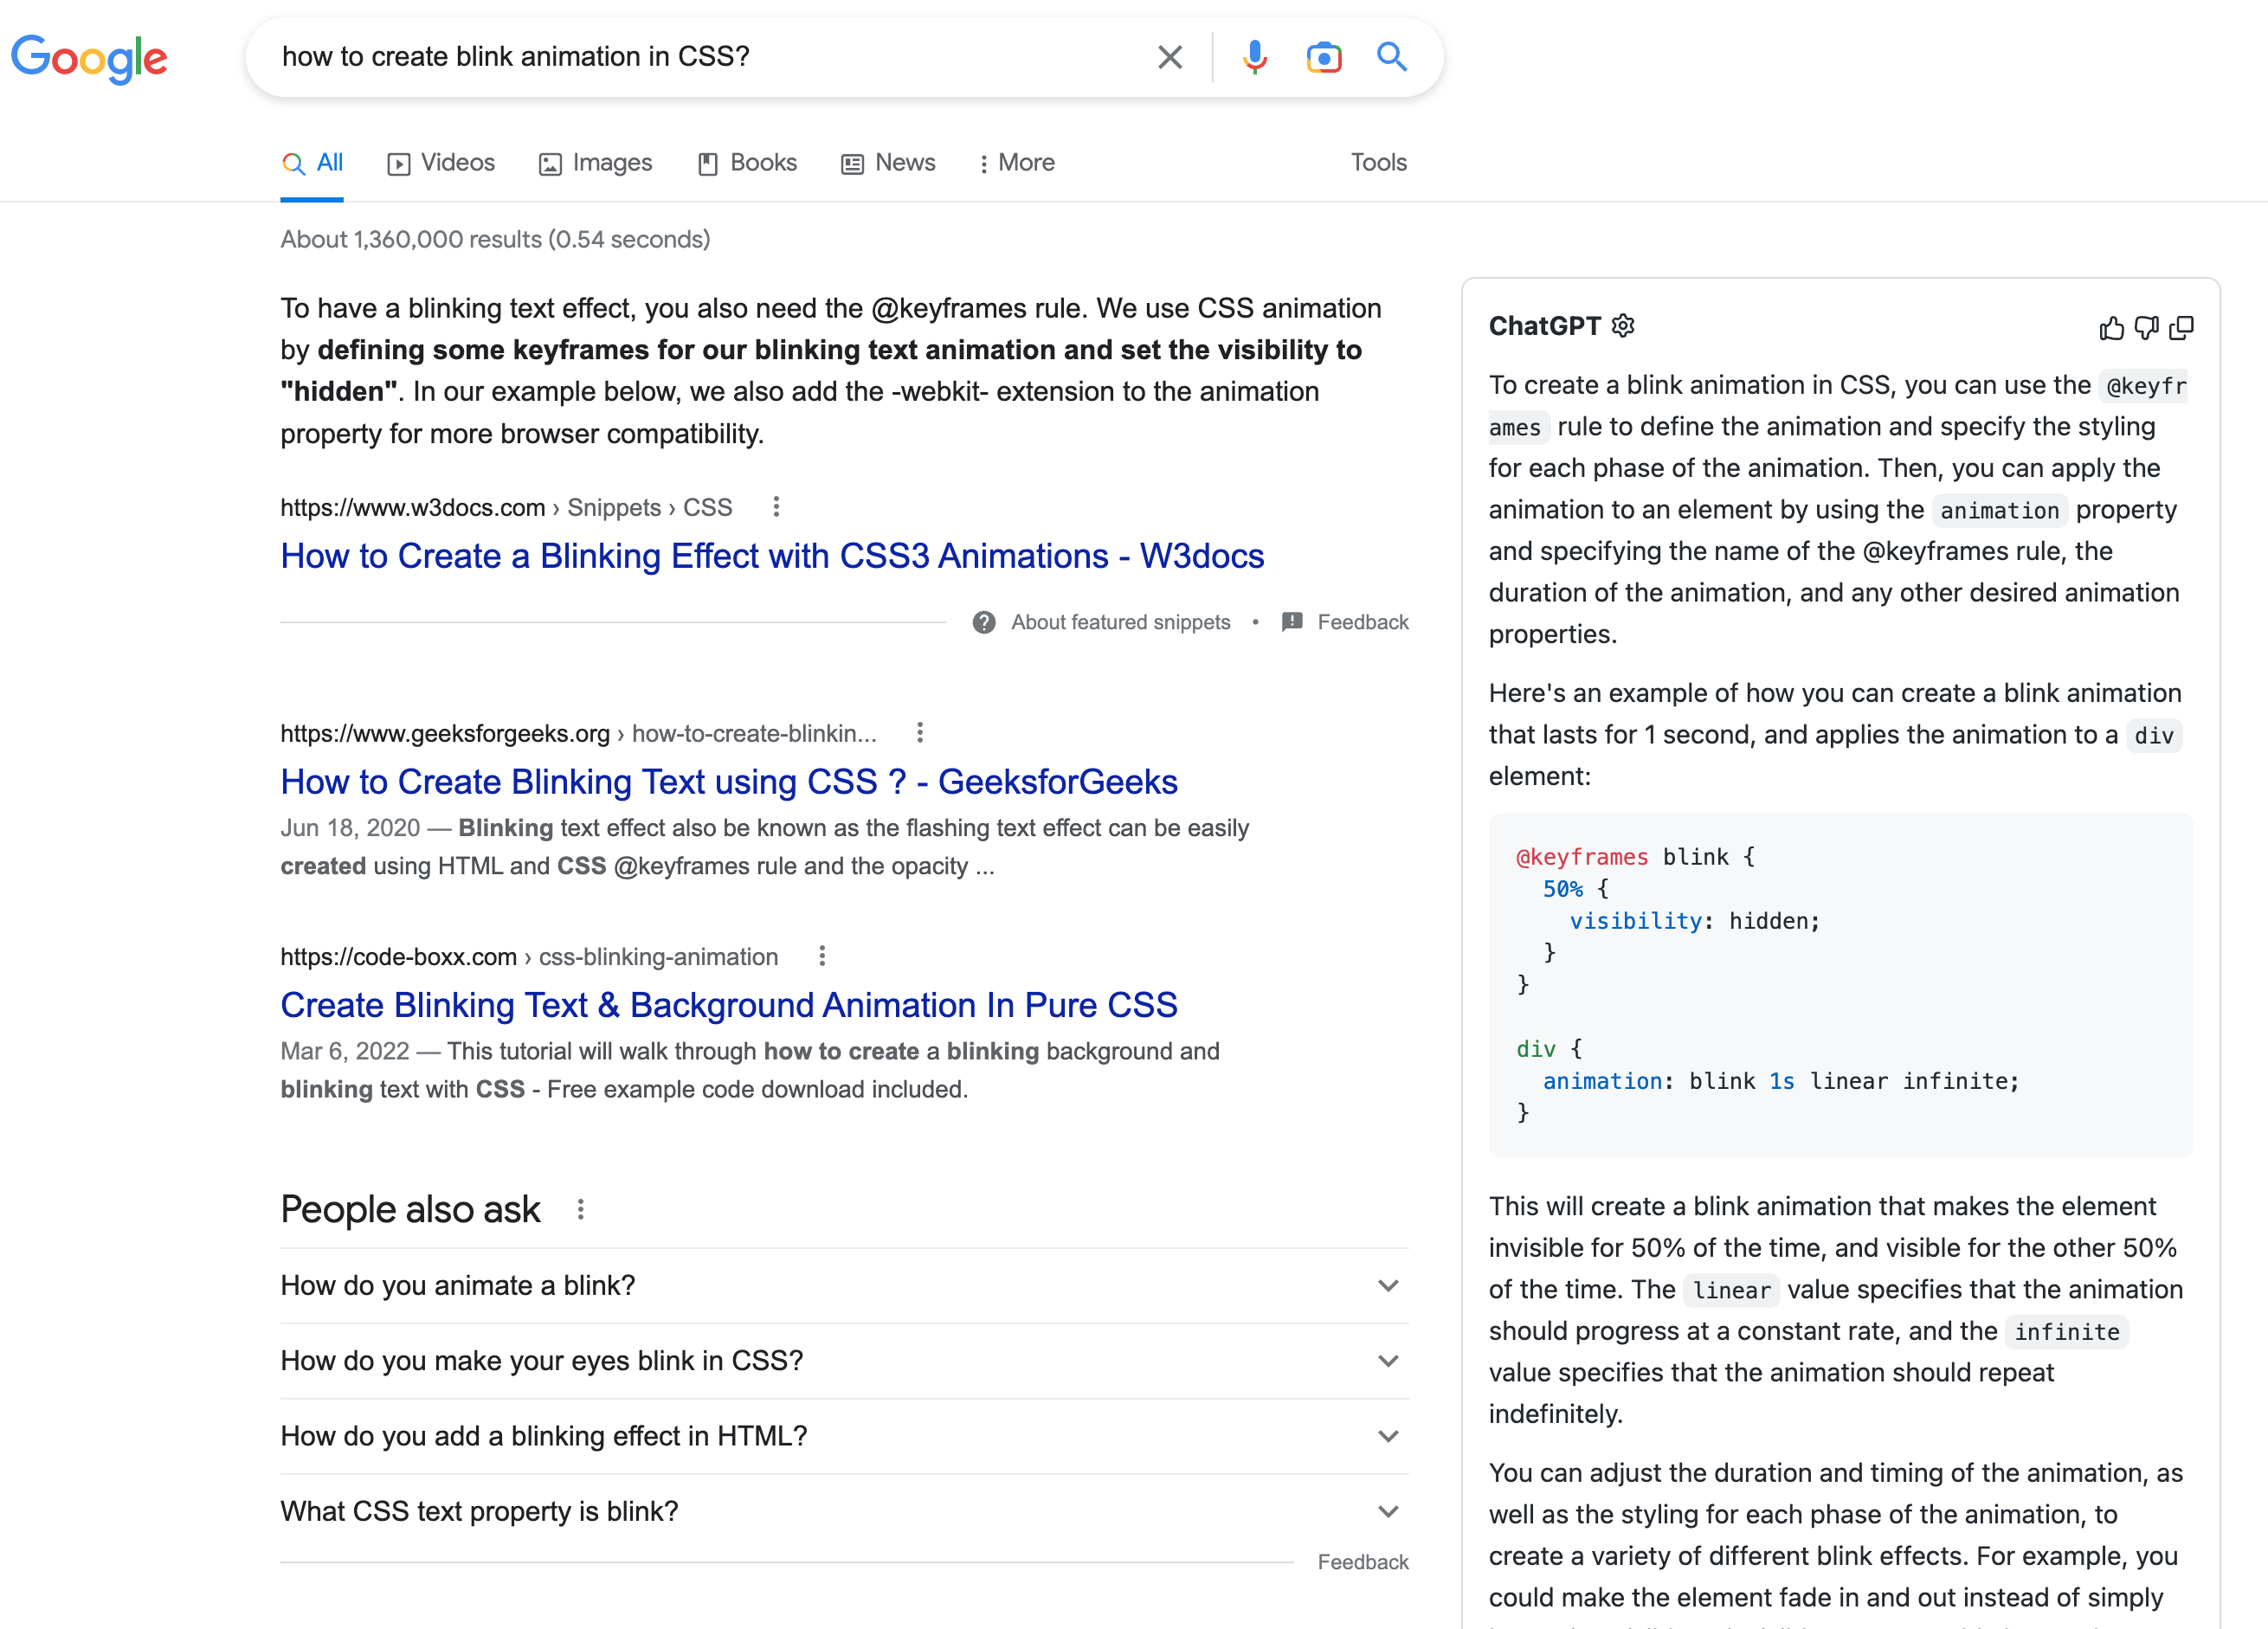 Google
how to create blink animation in CSS?
All
Videos
Images
Books
News
More
Tools
About 1,360,000 results (0.54 seconds)
To have a blinking text effect, you also need the @keyframes rule. We use CSS animation
by defining some keyframes for our blinking text animation and set the visibility to
"hidden". In our example below, we also add the -webkit- extension to the animation
property for more browser compatibility.
https://www.w3docs.com › Snippets › CSS
How to Create a Blinking Effect with CSS3 Animations - W3docs
About featured snippets • Feedback
https://www.geeksforgeeks.org › how-to-create-blinkin...
How to Create Blinking Text using CSS ? - GeeksforGeeks
Jun 18, 2020 — Blinking text effect also be known as the flashing text effect can be easily
created using HTML and CSS @keyframes rule and the opacity ...
https://code-boxx.com › css-blinking-animation
Create Blinking Text & Background Animation In Pure CSS
Mar 6, 2022 — This tutorial will walk through how to create a blinking background and
blinking text with CSS - Free example code download included.
People also ask
How do you animate a blink?
How do you make your eyes blink in CSS?
How do you add a blinking effect in HTML?
What CSS text property is blink?
Feedback
ChatGPT
To create a blink animation in CSS, you can use the @keyfr
ames rule to define the animation and specify the styling
for each phase of the animation. Then, you can apply the
animation to an element by using the animation property
and specifying the name of the @keyframes rule, the
duration of the animation, and any other desired animation
properties.
Here's an example of how you can create a blink animation
that lasts for 1 second, and applies the animation to a div
element:
@keyframes blink {
50% {
visibility: hidden;
}
}
div {
animation: blink 1s linear infinite;
}
This will create a blink animation that makes the element
invisible for 50% of the time, and visible for the other 50%
of the time. The linear value specifies that the animation
should progress at a constant rate, and the infinite
value specifies that the animation should repeat
indefinitely.
You can adjust the duration and timing of the animation, as
well as the styling for each phase of the animation, to
create a variety of different blink effects. For example, you
could make the element fade in and out instead of simply